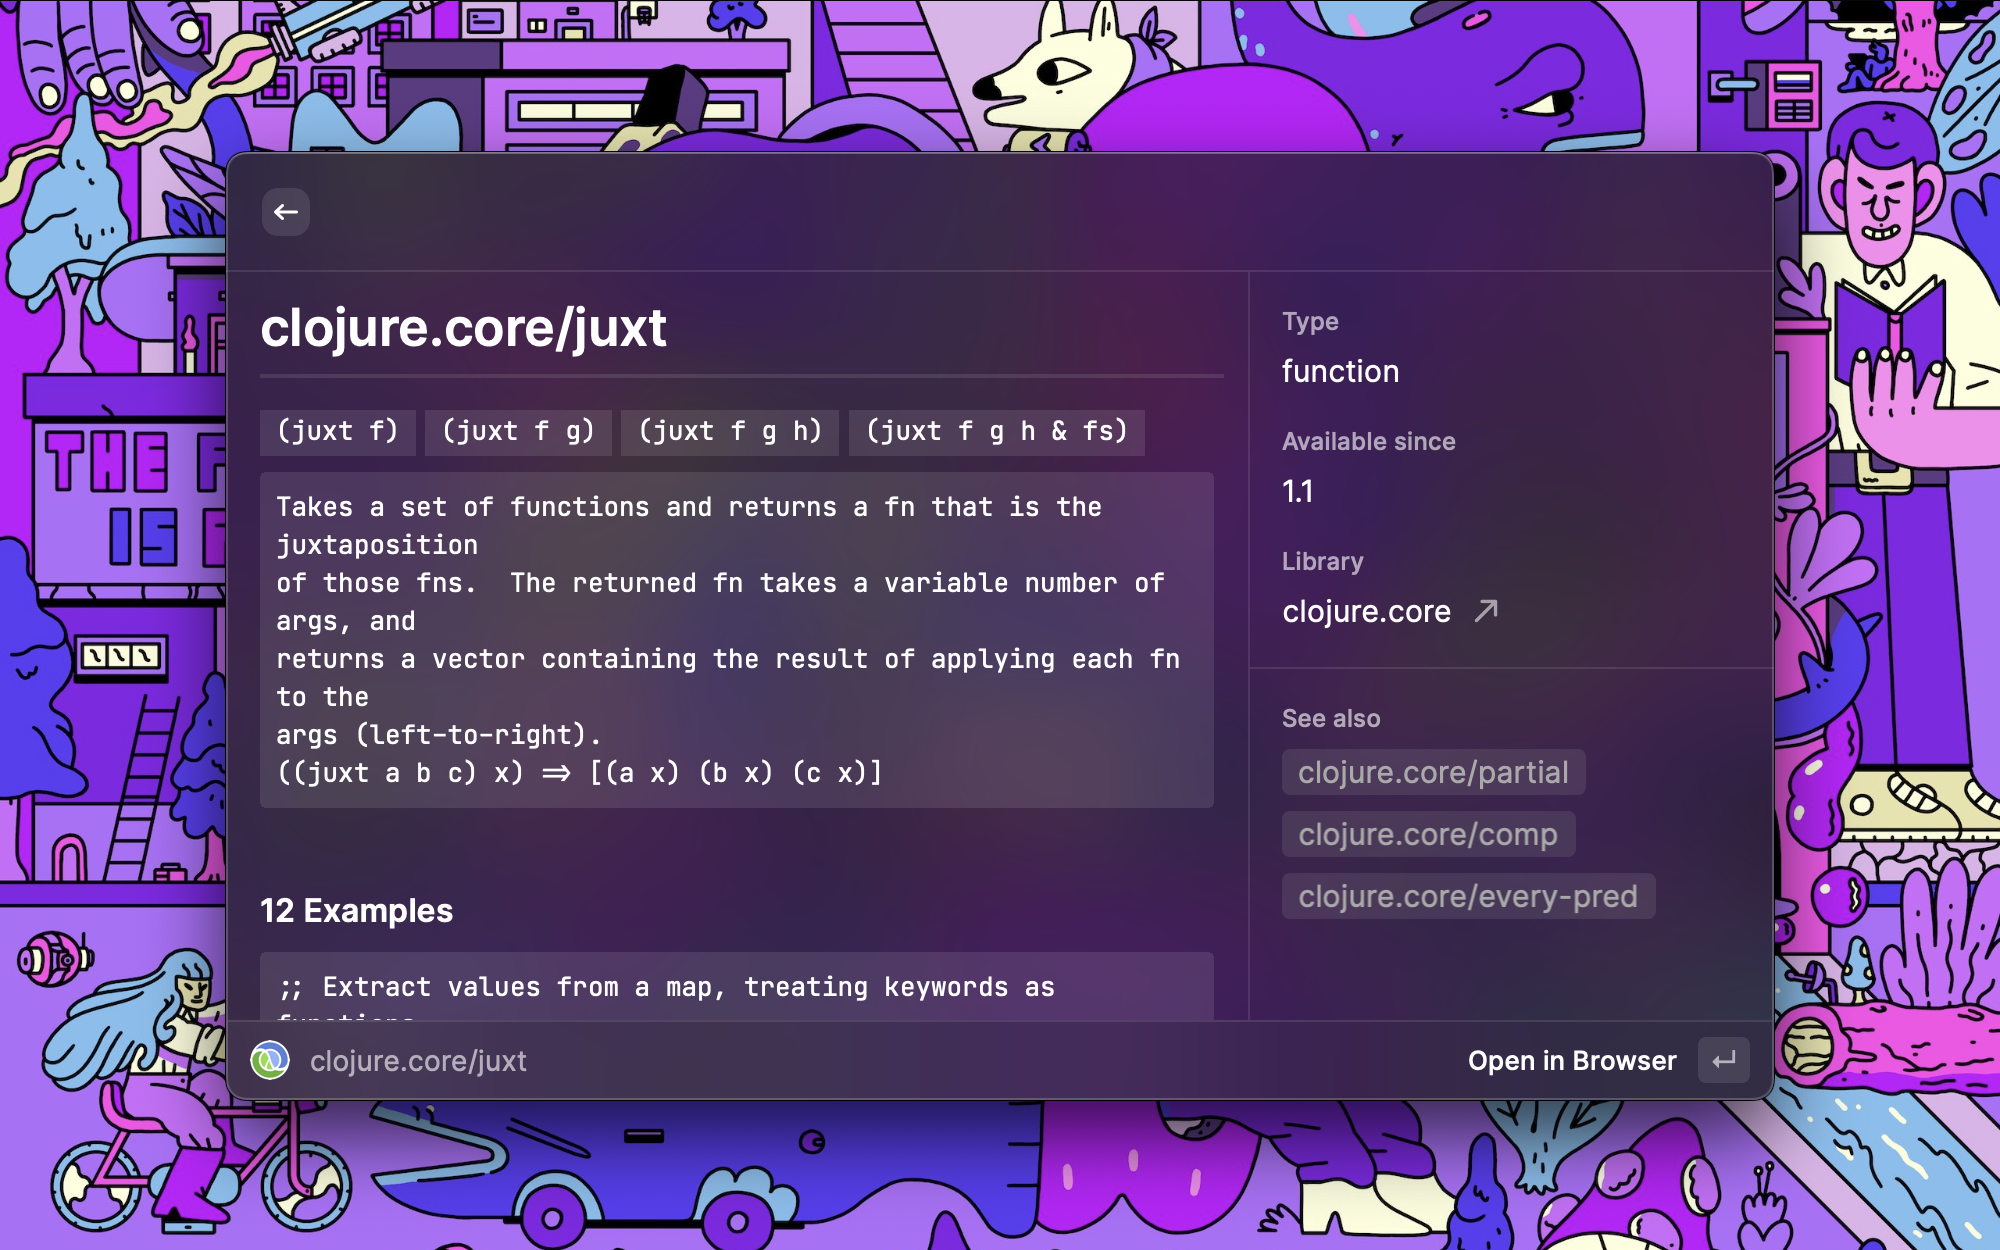 THE F
IS F
clojure.core/juxt
(juxt f) (juxt f g) (juxt f g h) (juxt f g h & fs)
Takes a set of functions and returns a fn that is the
juxtaposition
of those fns.  The returned fn takes a variable number of
args, and
returns a vector containing the result of applying each fn
to the
args (left-to-right).
((juxt a b c) x) => [(a x) (b x) (c x)]
12 Examples
;; Extract values from a map, treating keywords as
functions
Type
function
Available since
1.1
Library
clojure.core
See also
clojure.core/partial
clojure.core/comp
clojure.core/every-pred
clojure.core/juxt
Open in Browser